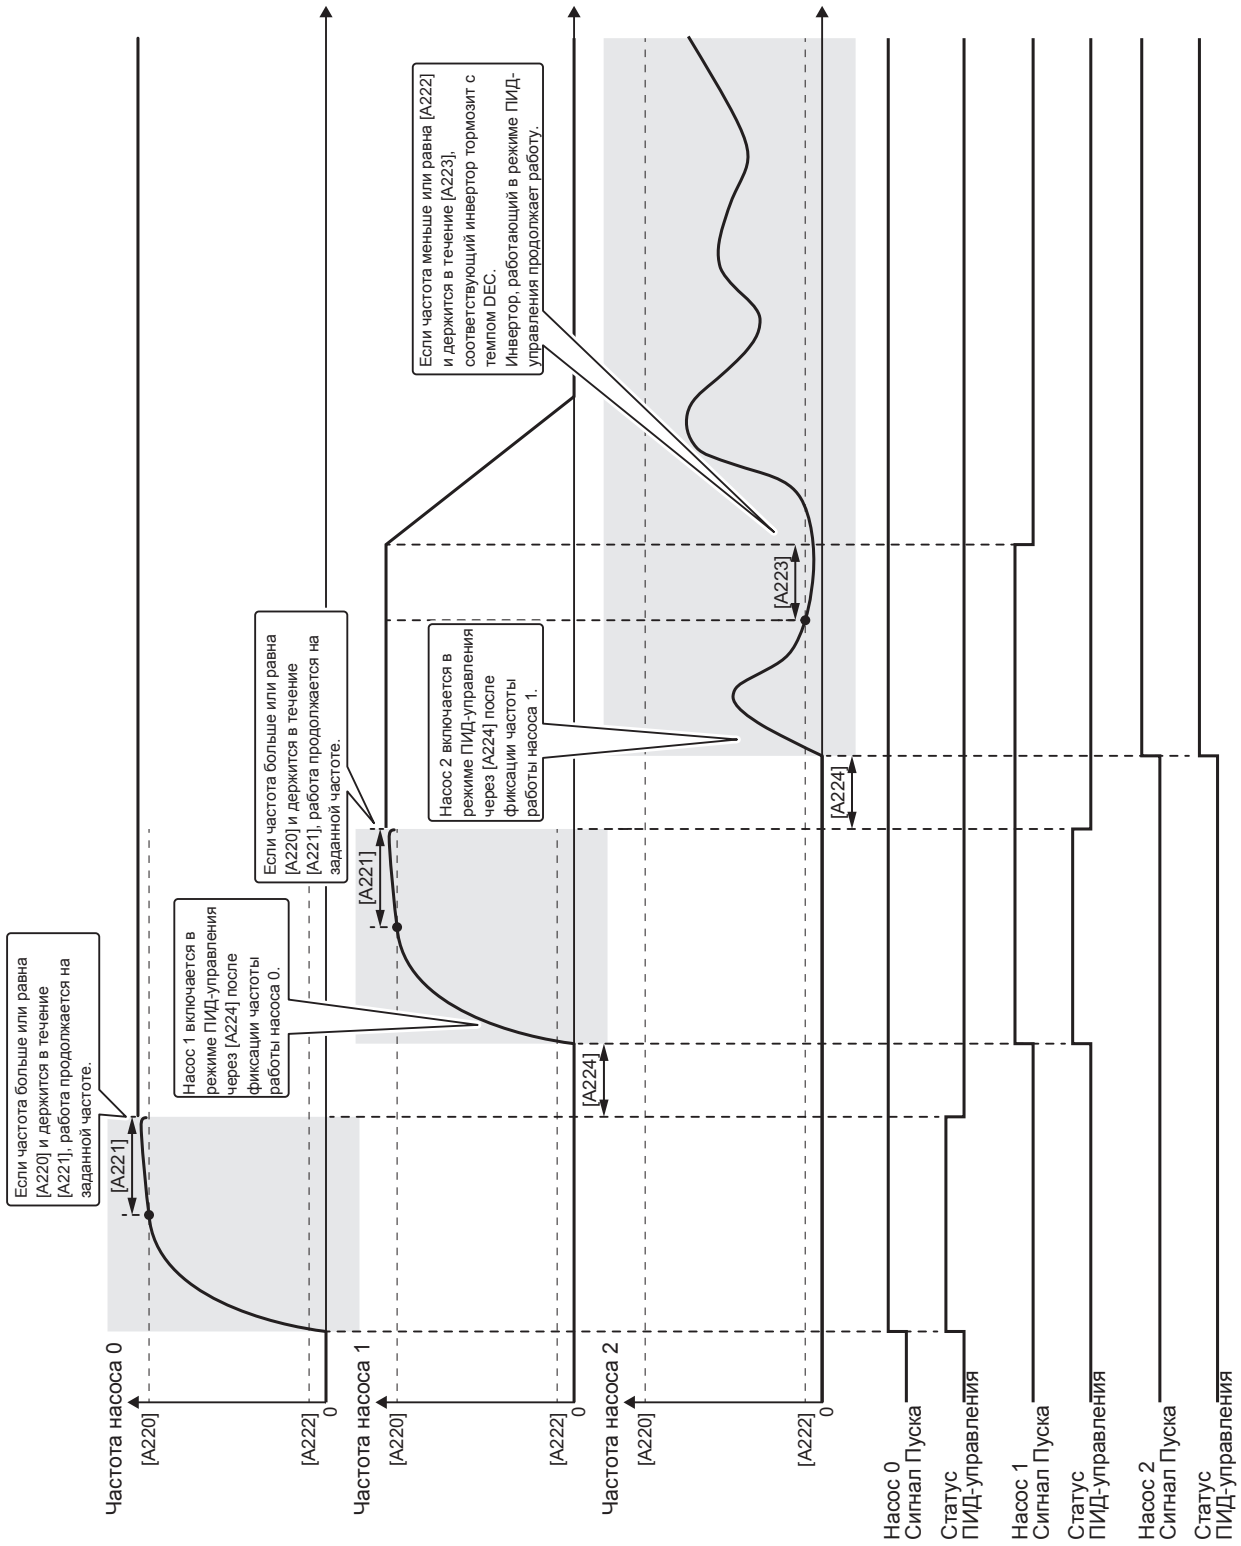 Частота насоса 0
[A220]
[A222]
0
Если частота больше или равна
[A220] и держится в течение
[A221], работа продолжается на
заданной частоте.
[A221]
Насос 1 включается в
режиме ПИД-управления
через [A224] после
фиксации частоты
работы насоса 0.
Частота насоса 1
[A220]
[A222]
0
[A224]
[A221]
Если частота больше или равна
[A220] и держится в течение
[A221], работа продолжается на
заданной частоте.
Насос 2 включается в
режиме ПИД-управления
через [A224] после
фиксации частоты
работы насоса 1.
Если частота меньше или равна [A222]
и держится в течение [A223],
соответствующий инвертор тормозит с
темпом DEC.
Инвертор, работающий в режиме ПИД-
управления продолжает работу.
Частота насоса 2
[A220]
[A222]
0
[A224]
[A223]
Насос 0
Сигнал Пуска
Статус
ПИД-управления
Насос 1
Сигнал Пуска
Статус
ПИД-управления
Насос 2
Сигнал Пуска
Статус
ПИД-управления